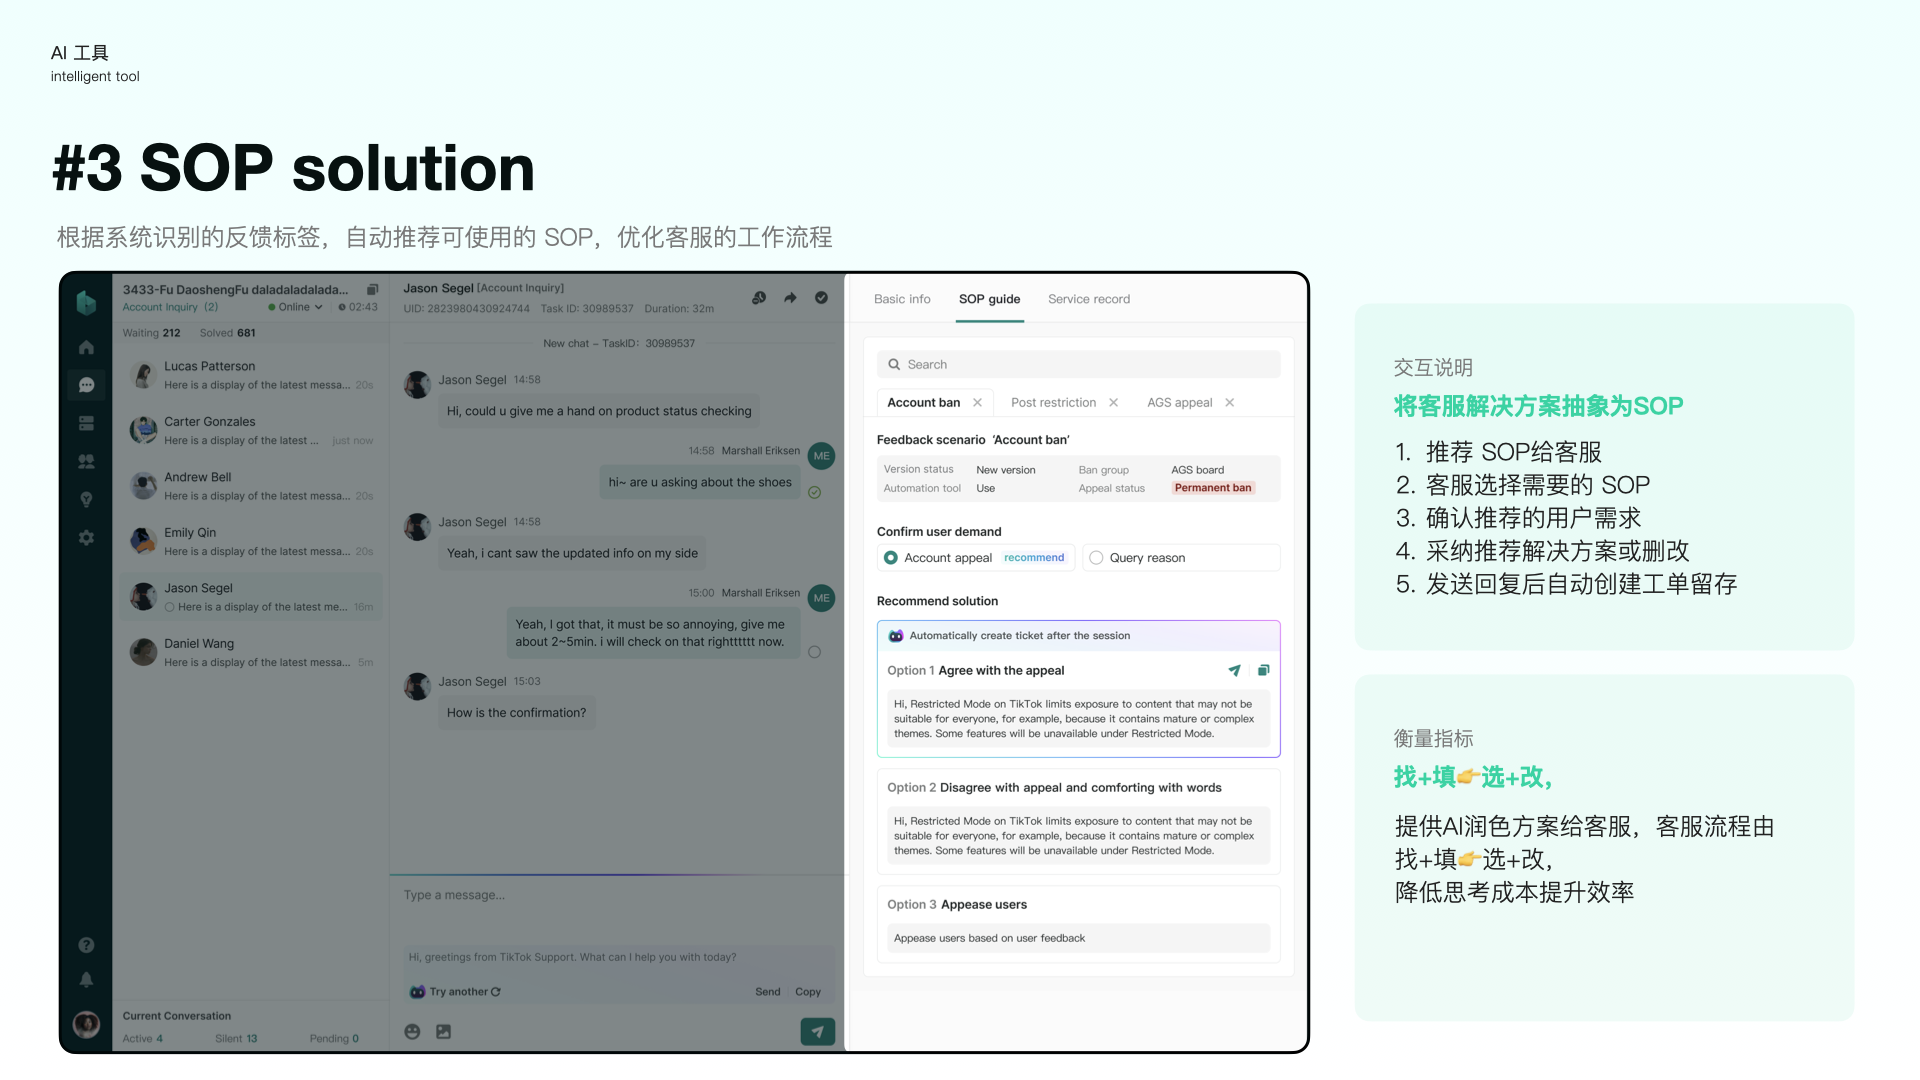 AI 工具
intelligent tool
#3 SOP solution
根据系统识别的反馈标签，自动推荐可使用的 SOP，优化客服的工作流程
3433-Fu DaoshengFu daladaladalada...
Account Inquiry (2)
Online
02:43
Waiting 212 Solved 681
Lucas Patterson
Here is a display of the latest messa... 20s
Carter Gonzales
Here is a display of the latest ... just now
Andrew Bell
Here is a display of the latest messa... 20s
Emily Qin
Here is a display of the latest messa... 20s
Jason Segel
Here is a display of the latest me... 16m
Daniel Wang
Here is a display of the latest messa... 5m
Current Conversation
Active 4 Silent 13 Pending 0
Jason Segel [Account Inquiry]
UID: 2823980430924744 Task ID: 30989537 Duration: 32m
New chat – TaskID：30989537
Jason Segel 14:58
Hi, could u give me a hand on product status checking
14:58 Marshall Eriksen
ME
hi~ are u asking about the shoes
Jason Segel 14:58
Yeah, i cant saw the updated info on my side
15:00 Marshall Eriksen
ME
Yeah, I got that, it must be so annoying, give me
about 2~5min. i will check on that rightttttt now.
Jason Segel 15:03
How is the confirmation?
Type a message...
Hi, greetings from TikTok Support. What can I help you with today?
Try another
Send Copy
Basic info SOP guide Service record
Search
Account ban Post restriction AGS appeal
Feedback scenario ‘Account ban’
Version status New version Ban group AGS board
Automation tool Use Appeal status Permanent ban
Confirm user demand
Account appeal recommend Query reason
Recommend solution
Automatically create ticket after the session
Option 1 Agree with the appeal
Hi, Restricted Mode on TikTok limits exposure to content that may not be
suitable for everyone, for example, because it contains mature or complex
themes. Some features will be unavailable under Restricted Mode.
Option 2 Disagree with appeal and comforting with words
Hi, Restricted Mode on TikTok limits exposure to content that may not be
suitable for everyone, for example, because it contains mature or complex
themes. Some features will be unavailable under Restricted Mode.
Option 3 Appease users
Appease users based on user feedback
交互说明
将客服解决方案抽象为SOP
1. 推荐 SOP给客服
2. 客服选择需要的 SOP
3. 确认推荐的用户需求
4. 采纳推荐解决方案或删改
5. 发送回复后自动创建工单留存
衡量指标
找+填👉选+改，
提供AI润色方案给客服，客服流程由
找+填👉选+改，
降低思考成本提升效率